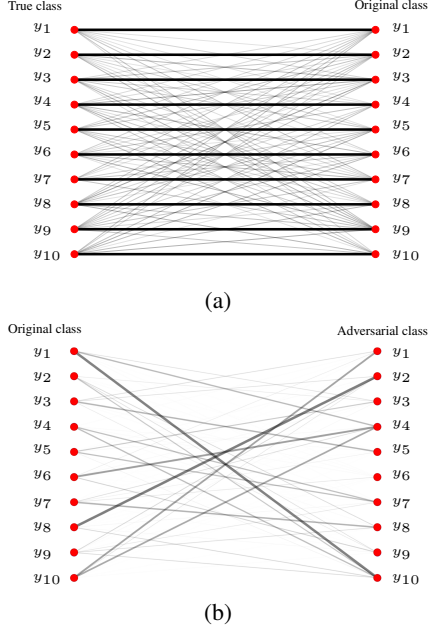 True class Original class
y1 y1
y2 y2
y3 y3
y4 y4
y5 y5
y6 y6
y7 y7
y8 y8
y9 y9
y10 y10
(a)
Original class Adversarial class
y1 y1
y2 y2
y3 y3
y4 y4
y5 y5
y6 y6
y7 y7
y8 y8
y9 y9
y10 y10
(b)